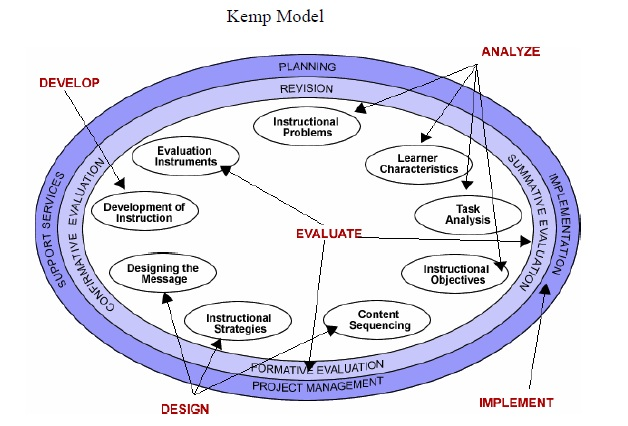 Kemp Model
ANALYZE
DEVELOP
PLANNING
REVISION
Instructional
Problems
Evaluation
Instruments
Learner
Characteristics
Development of
Instruction
Task
Analysis
EVALUATE
Designing the
Message
Instructional
Objectives
Instructional
Strategies
Content
Sequencing
SUPPORT SERVICES
CONFIRMATIVE EVALUATION
SUMMATIVE EVALUATION
IMPLEMENTATION
FORMATIVE EVALUATION
PROJECT MANAGEMENT
DESIGN
IMPLEMENT